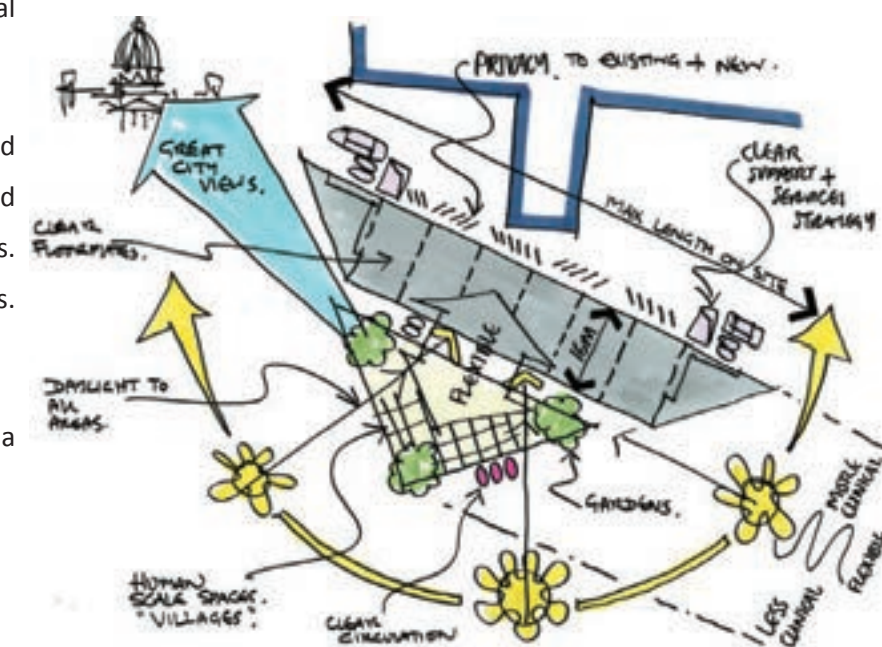 al
d
d
s.
s.
a
PRIVACY TO EXISTING + NEW.
GREAT
CITY
VIEWS.
CLEAR
SUPPORT +
SERVICES
STRATEGY
MAX LENGTH ON SITE
CLEAR
FLOORPLATES.
FLEXIBLE
16M
DAYLIGHT TO
ALL
AREAS.
GARDENS.
MORE
CLINICAL
FLEXIBLE
LESS
CLINICAL
HUMAN
SCALE SPACES.
"VILLAGES".
CLEAR
CIRCULATION